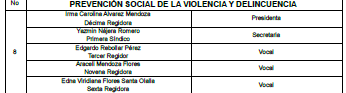 No PREVENCIÓN SOCIAL DE LA VIOLENCIA Y DELINCUENCIA
Irma Carolina Alvarez Mendoza
Décima Regidora
Presidenta
Yazmín Nájera Romero
Primera Síndico
Secretaria
8
Edgardo Rebollar Pérez
Tercer Regidor
Vocal
Araceli Mendoza Flores
Novena Regidora
Vocal
Edna Viridiana Flores Santa Olalla
Sexta Regidora
Vocal